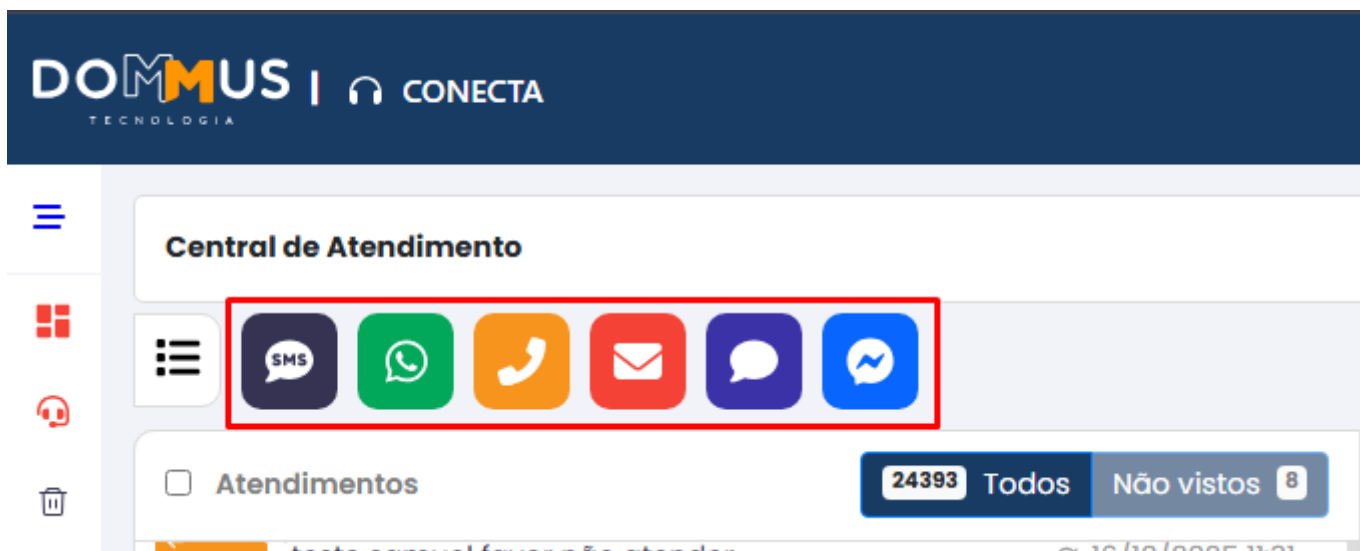 DOMMUS | CONECTA
TECNOLOGIA
Central de Atendimento
SMS
Atendimentos 24393 Todos Não vistos 8